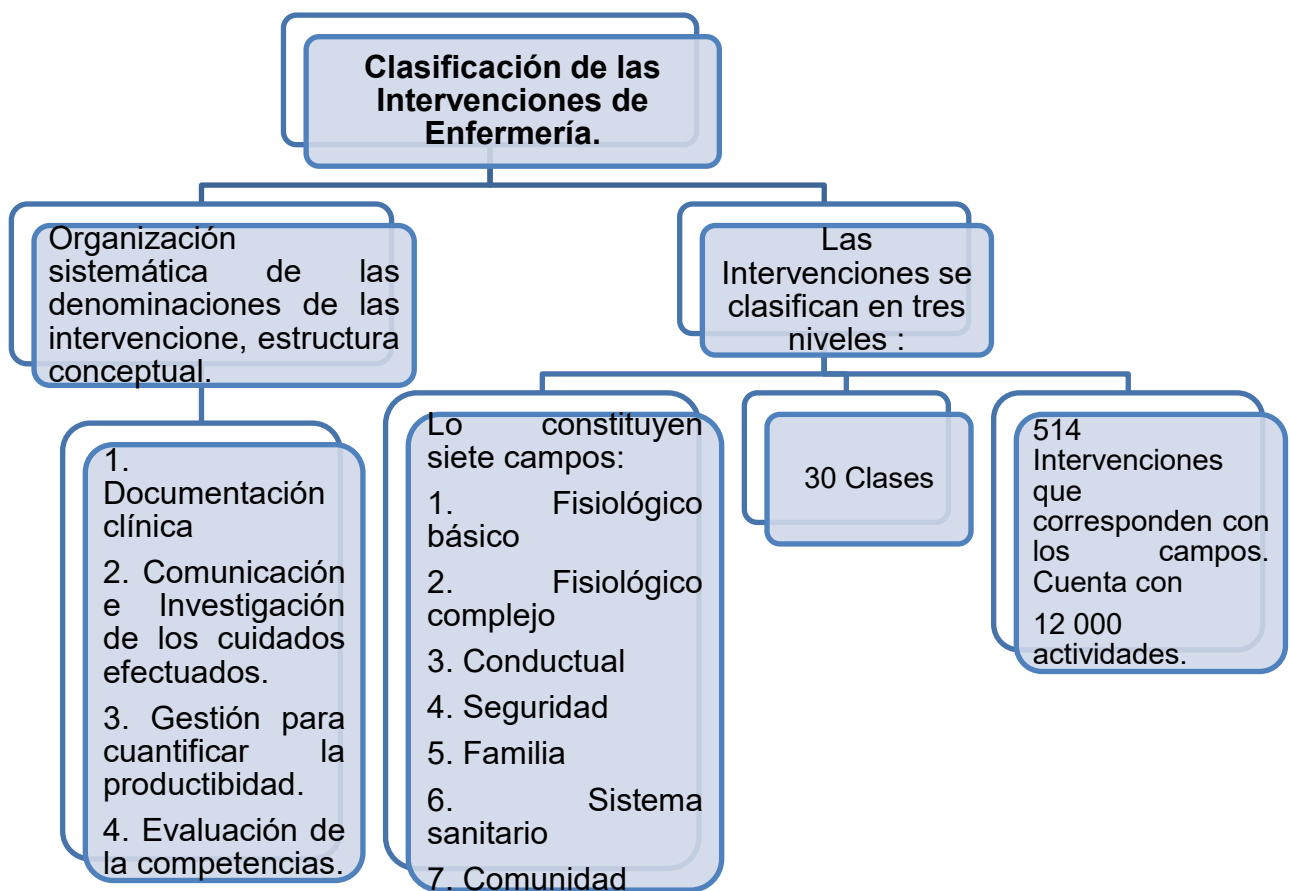 Clasificación de las
Intervenciones de
Enfermería.
Organización
sistemática de las
denominaciones de las
intervencione, estructura
conceptual.
1.
Documentación
clínica
2. Comunicación
e Investigación
de los cuidados
efectuados.
3. Gestión para
cuantificar la
productibidad.
4. Evaluación de
la competencias.
Las
Intervenciones se
clasifican en tres
niveles :
Lo constituyen
siete campos:
1. Fisiológico
básico
2. Fisiológico
complejo
3. Conductual
4. Seguridad
5. Familia
6. Sistema
sanitario
7. Comunidad
30 Clases
514
Intervenciones
que
corresponden con
los campos.
Cuenta con
12 000
actividades.